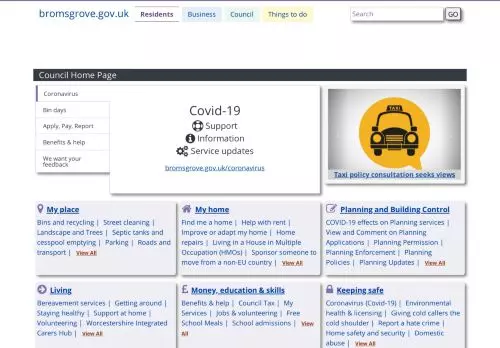 bromsgrove.gov.uk Residents Business Council Things to do Search GO
Council Home Page
Coronavirus
Bin days
Apply, Pay, Report
Benefits & help
We want your
feedback
Covid-19
Support
Information
Service updates
bromsgrove.gov.uk/coronavirus
TAXI
Taxi policy consultation seeks views
My place
Bins and recycling | Street cleaning |
Landscape and Trees | Septic tanks and
cesspool emptying | Parking | Roads and
transport | View All
My home
Find me a home | Help with rent |
Improve or adapt my home | Home
repairs | Living in a House in Multiple
Occupation (HMOs) | Sponsor someone to
move from a non-EU country | View All
Planning and Building Control
COVID-19 effects on Planning services |
View and Comment on Planning
Applications | Planning Permission |
Planning Enforcement | Planning
Policies | Planning Updates | View All
Living
Bereavement services | Getting around |
Staying healthy | Support at home |
Volunteering | Worcestershire Integrated
Carers Hub | View All
Money, education & skills
Benefits & help | Council Tax | My
Services | Jobs & volunteering | Free
School Meals | School admissions | View
All
Keeping safe
Coronavirus (Covid-19) | Environmental
health & licensing | Giving cold callers the
cold shoulder | Report a hate crime |
Home safety and security | Domestic
abuse | View All